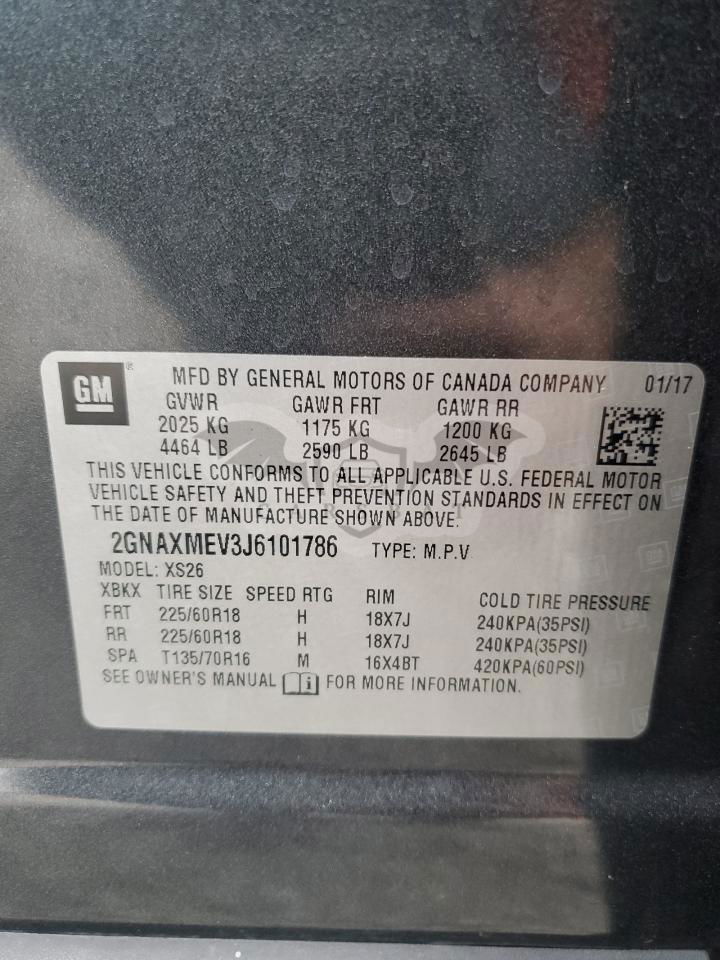 GM ®
MFD BY GENERAL MOTORS OF CANADA COMPANY 01/17
GVWR GAWR FRT GAWR RR
2025 KG 1175 KG 1200 KG
4464 LB 2590 LB 2645 LB
THIS VEHICLE CONFORMS TO ALL APPLICABLE U.S. FEDERAL MOTOR
VEHICLE SAFETY AND THEFT PREVENTION STANDARDS IN EFFECT ON
THE DATE OF MANUFACTURE SHOWN ABOVE.
2GNAXMEV3J6101786 TYPE: M.P.V
MODEL: XS26
XBKX TIRE SIZE SPEED RTG RIM COLD TIRE PRESSURE
FRT 225/60R18 H 18X7J 240KPA(35PSI)
RR 225/60R18 H 18X7J 240KPA(35PSI)
SPA T135/70R16 M 16X4BT 420KPA(60PSI)
SEE OWNER'S MANUAL i FOR MORE INFORMATION.